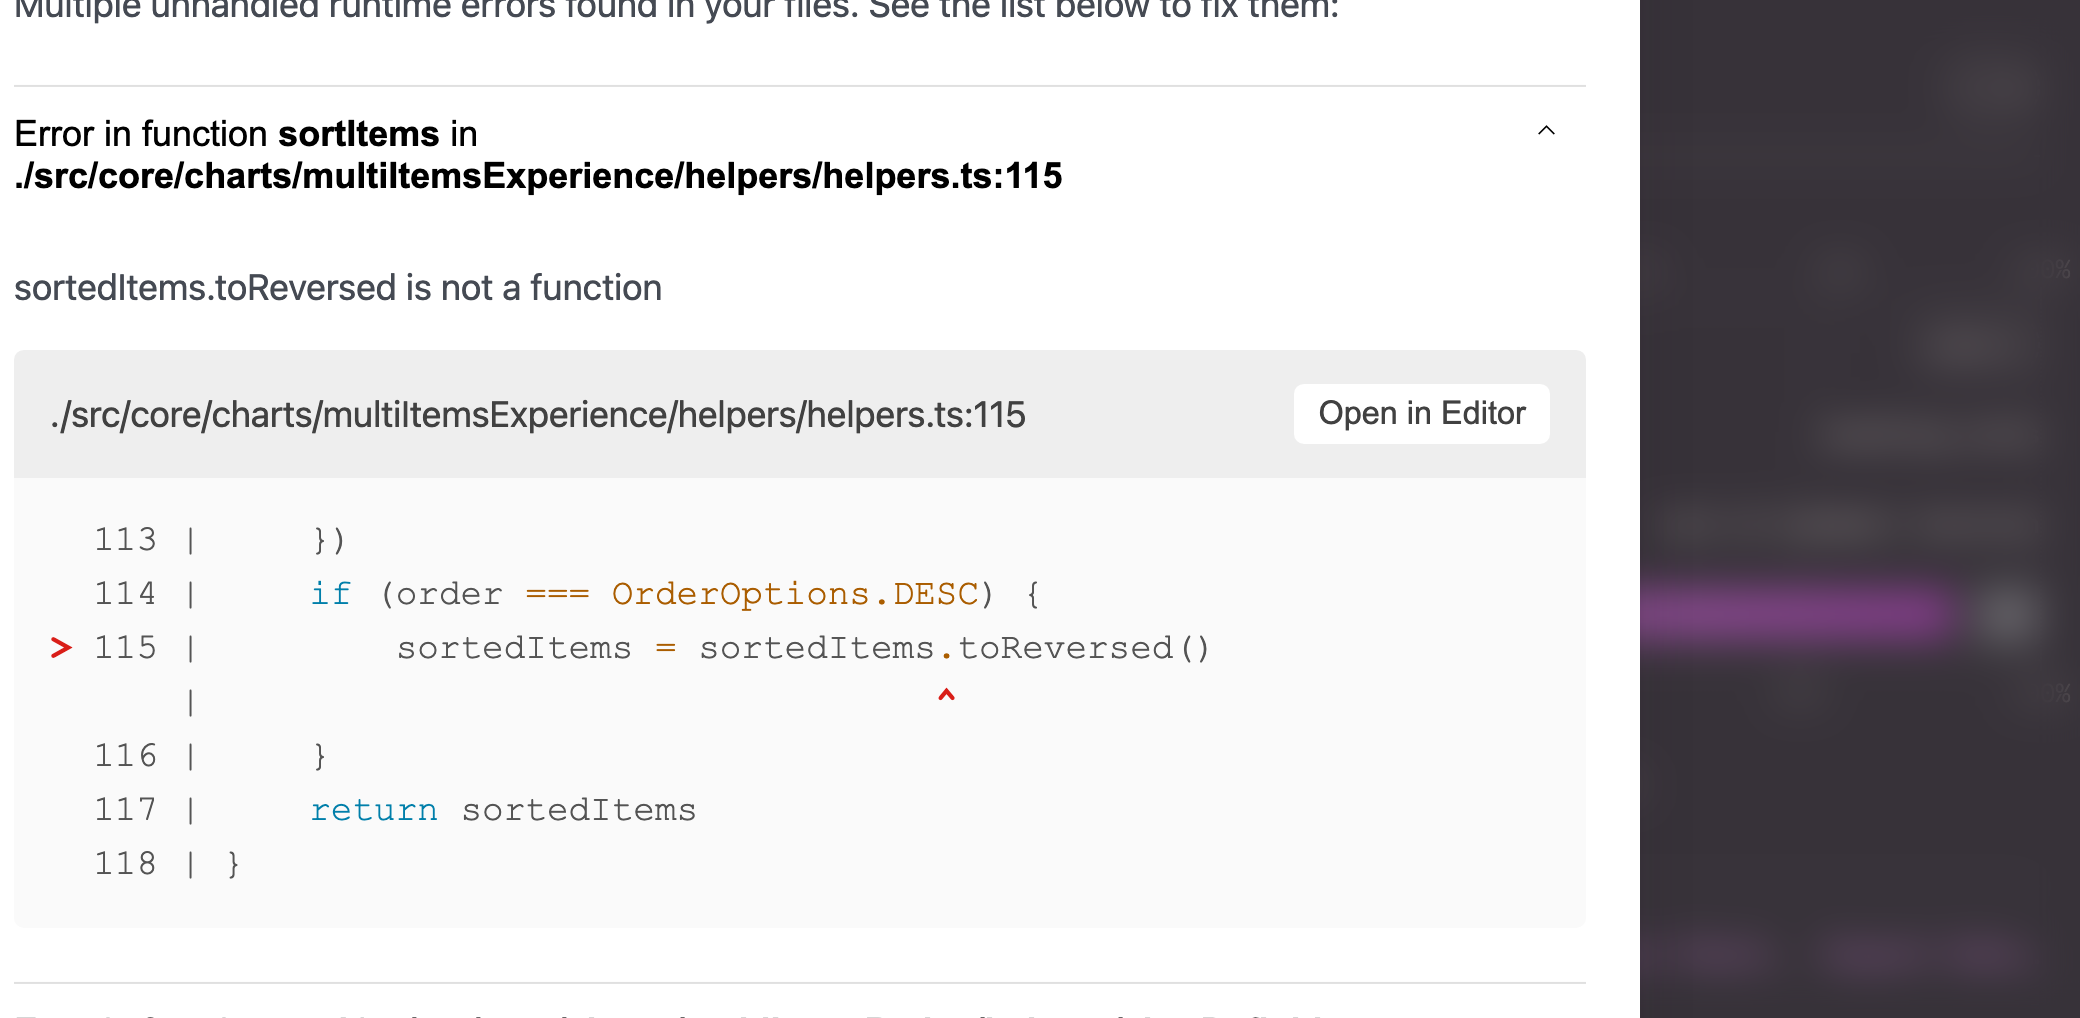 Multiple unhandled runtime errors found in your files. See the list below to fix them:
Error in function sortItems in
./src/core/charts/multiItemsExperience/helpers/helpers.ts:115
sortedItems.toReversed is not a function
./src/core/charts/multiItemsExperience/helpers/helpers.ts:115
Open in Editor
113 |     })
114 |     if (order === OrderOptions.DESC) {
> 115 |         sortedItems = sortedItems.toReversed()
|                                  ^
116 |     }
117 |     return sortedItems
118 | }